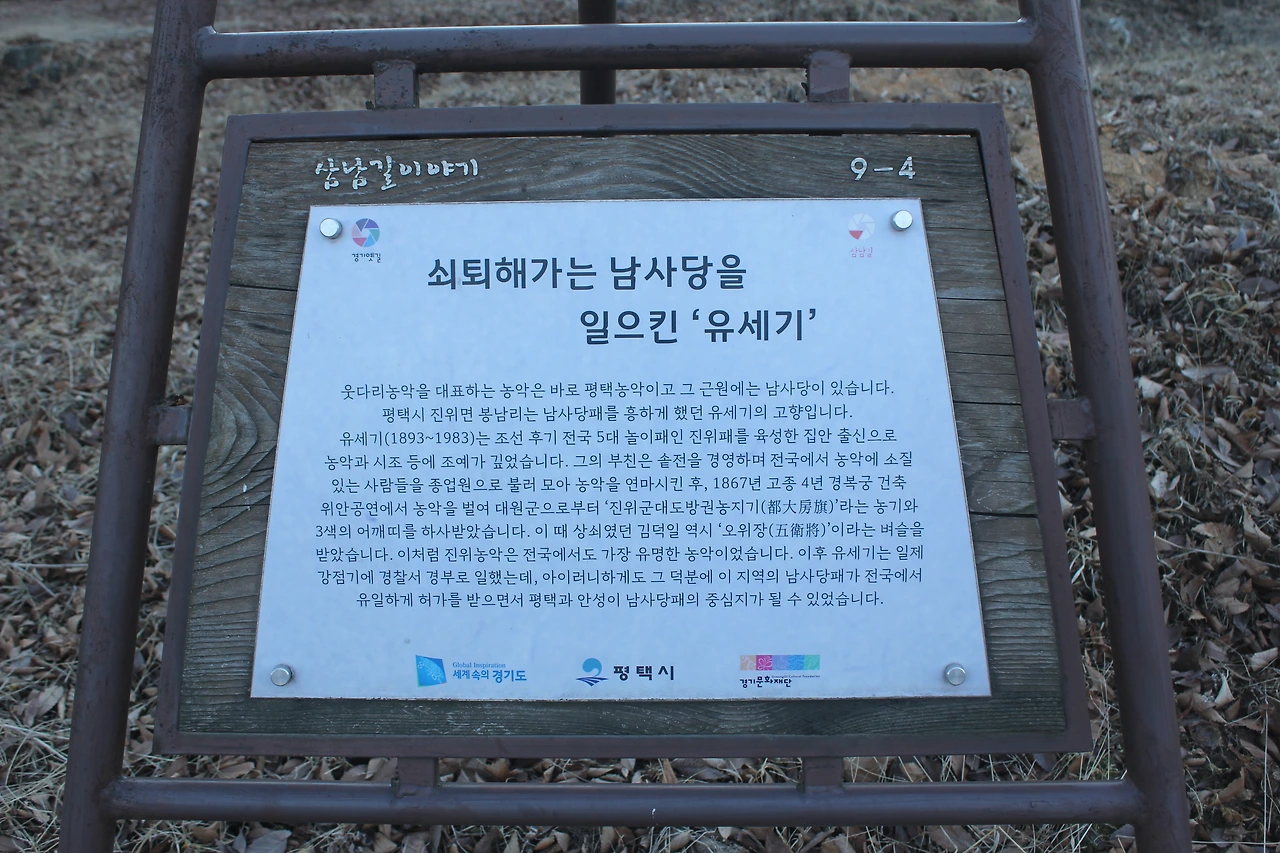 삼남길이야기
9-4
경기옛길
삼남길
쇠퇴해가는 남사당을
일으킨 ‘유세기’
웃다리농악을 대표하는 농악은 바로 평택농악이고 그 근원에는 남사당이 있습니다.
평택시 진위면 봉남리는 남사당패를 흥하게 했던 유세기의 고향입니다.
유세기(1893~1983)는 조선 후기 전국 5대 놀이패인 진위패를 육성한 집안 출신으로
농악과 시조 등에 조예가 깊었습니다. 그의 부친은 솥전을 경영하며 전국에서 농악에 소질
있는 사람들을 종업원으로 불러 모아 농악을 연마시킨 후, 1867년 고종 4년 경복궁 건축
위안공연에서 농악을 벌여 대원군으로부터 ‘진위군대도방권농지기(都大房旗)’라는 농기와
3색의 어깨띠를 하사받았습니다. 이 때 상쇠였던 김덕일 역시 ‘오위장(五衛將)’이라는 벼슬을
받았습니다. 이처럼 진위농악은 전국에서도 가장 유명한 농악이었습니다. 이후 유세기는 일제
강점기에 경찰서 경부로 일했는데, 아이러니하게도 그 덕분에 이 지역의 남사당패가 전국에서
유일하게 허가를 받으면서 평택과 안성이 남사당패의 중심지가 될 수 있었습니다.
Global Inspiration
세계 속의 경기도
평택시
경기문화재단